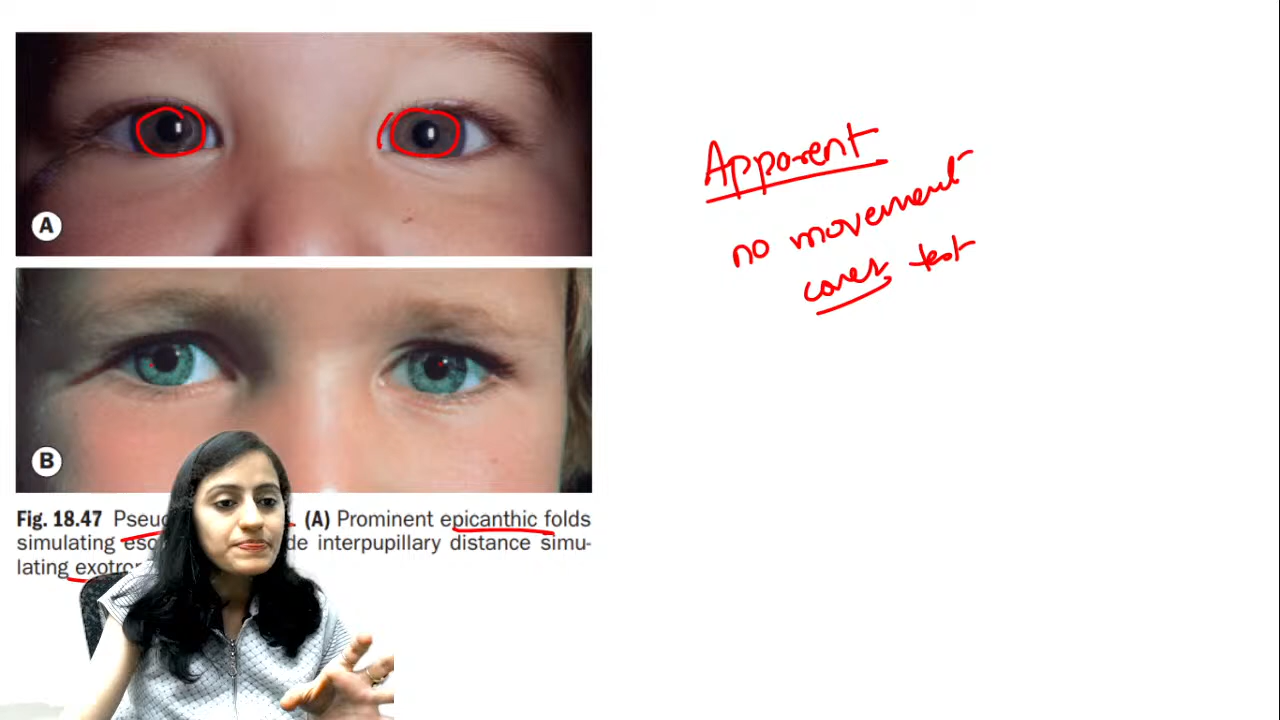 A
B
Fig. 18.47 Pseu (A) Prominent epicanthic folds
simulating de interpupillary distance simu-
lating exotro
Apparent
no movement
cover test